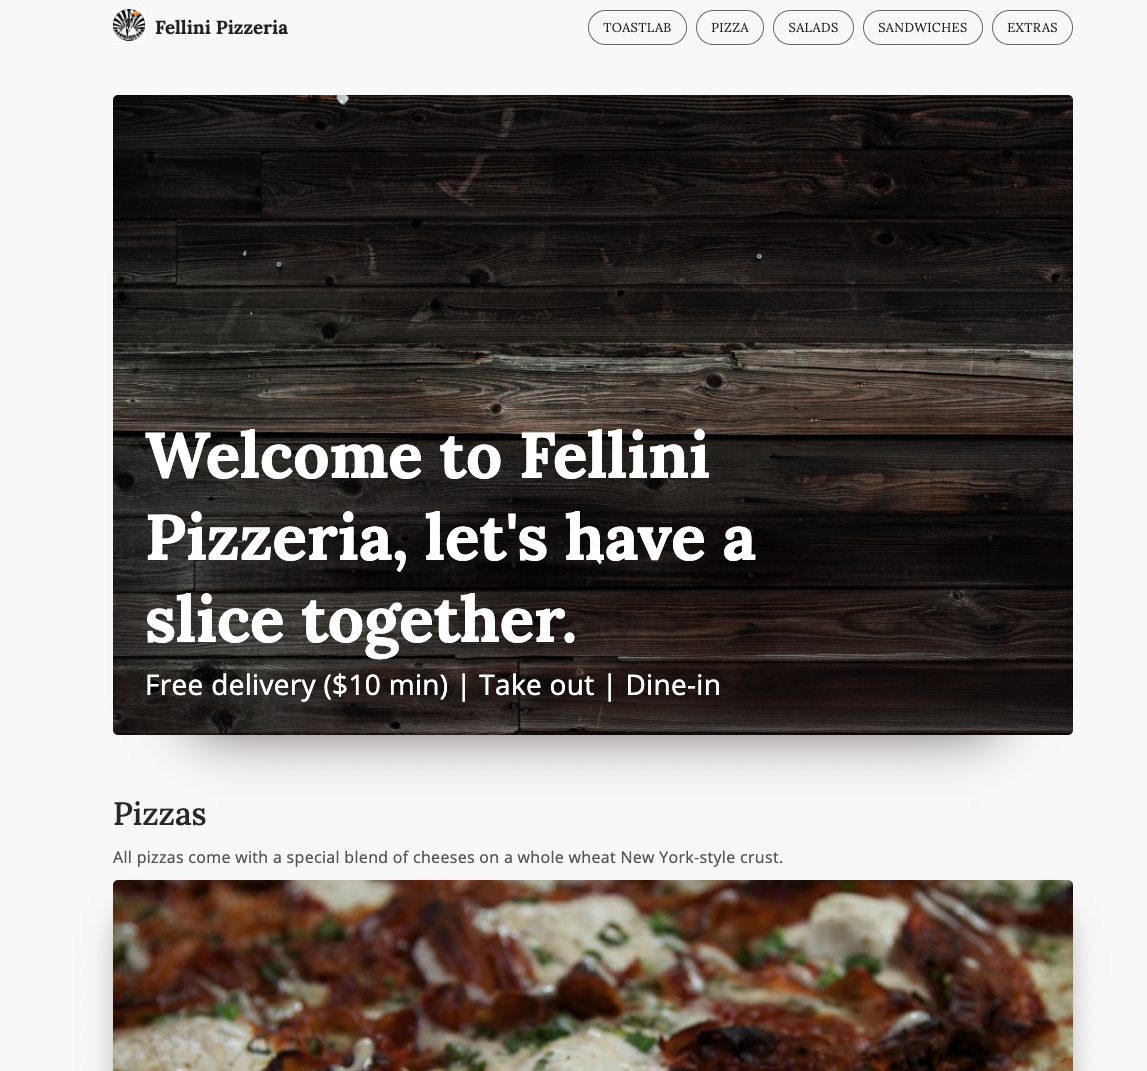 Fellini Pizzeria
TOASTLAB
PIZZA
SALADS
SANDWICHES
EXTRAS
Welcome to Fellini
Pizzeria, let's have a
slice together.
Free delivery ($10 min) | Take out | Dine-in
Pizzas
All pizzas come with a special blend of cheeses on a whole wheat New York-style crust.